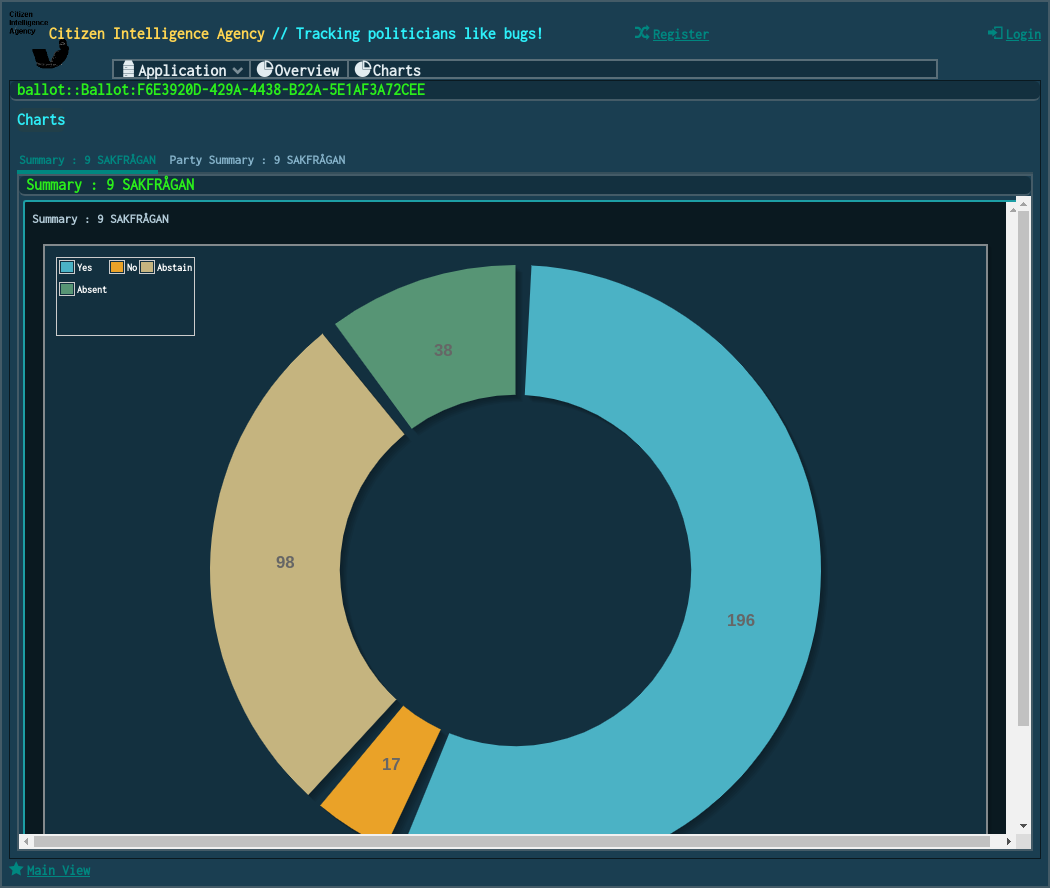 Citizen
Intelligence
Agency
Citizen Intelligence Agency // Tracking politicians like bugs!
Register
Login
Application
Overview
Charts
ballot::Ballot:F6E3920D-429A-4438-B22A-5E1AF3A72CEE
Charts
Summary : 9 SAKFRÅGAN
Party Summary : 9 SAKFRÅGAN
Summary : 9 SAKFRÅGAN
Summary : 9 SAKFRÅGAN
Yes
No
Abstain
Absent
38
98
196
17
Main View